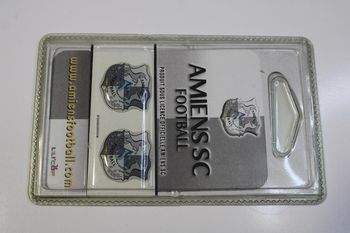 AMIENS SC
FOOTBALL
PRODUIT SOUS LICENCE OFFICIELLE AMIENS SC
www.amiensfootball.com